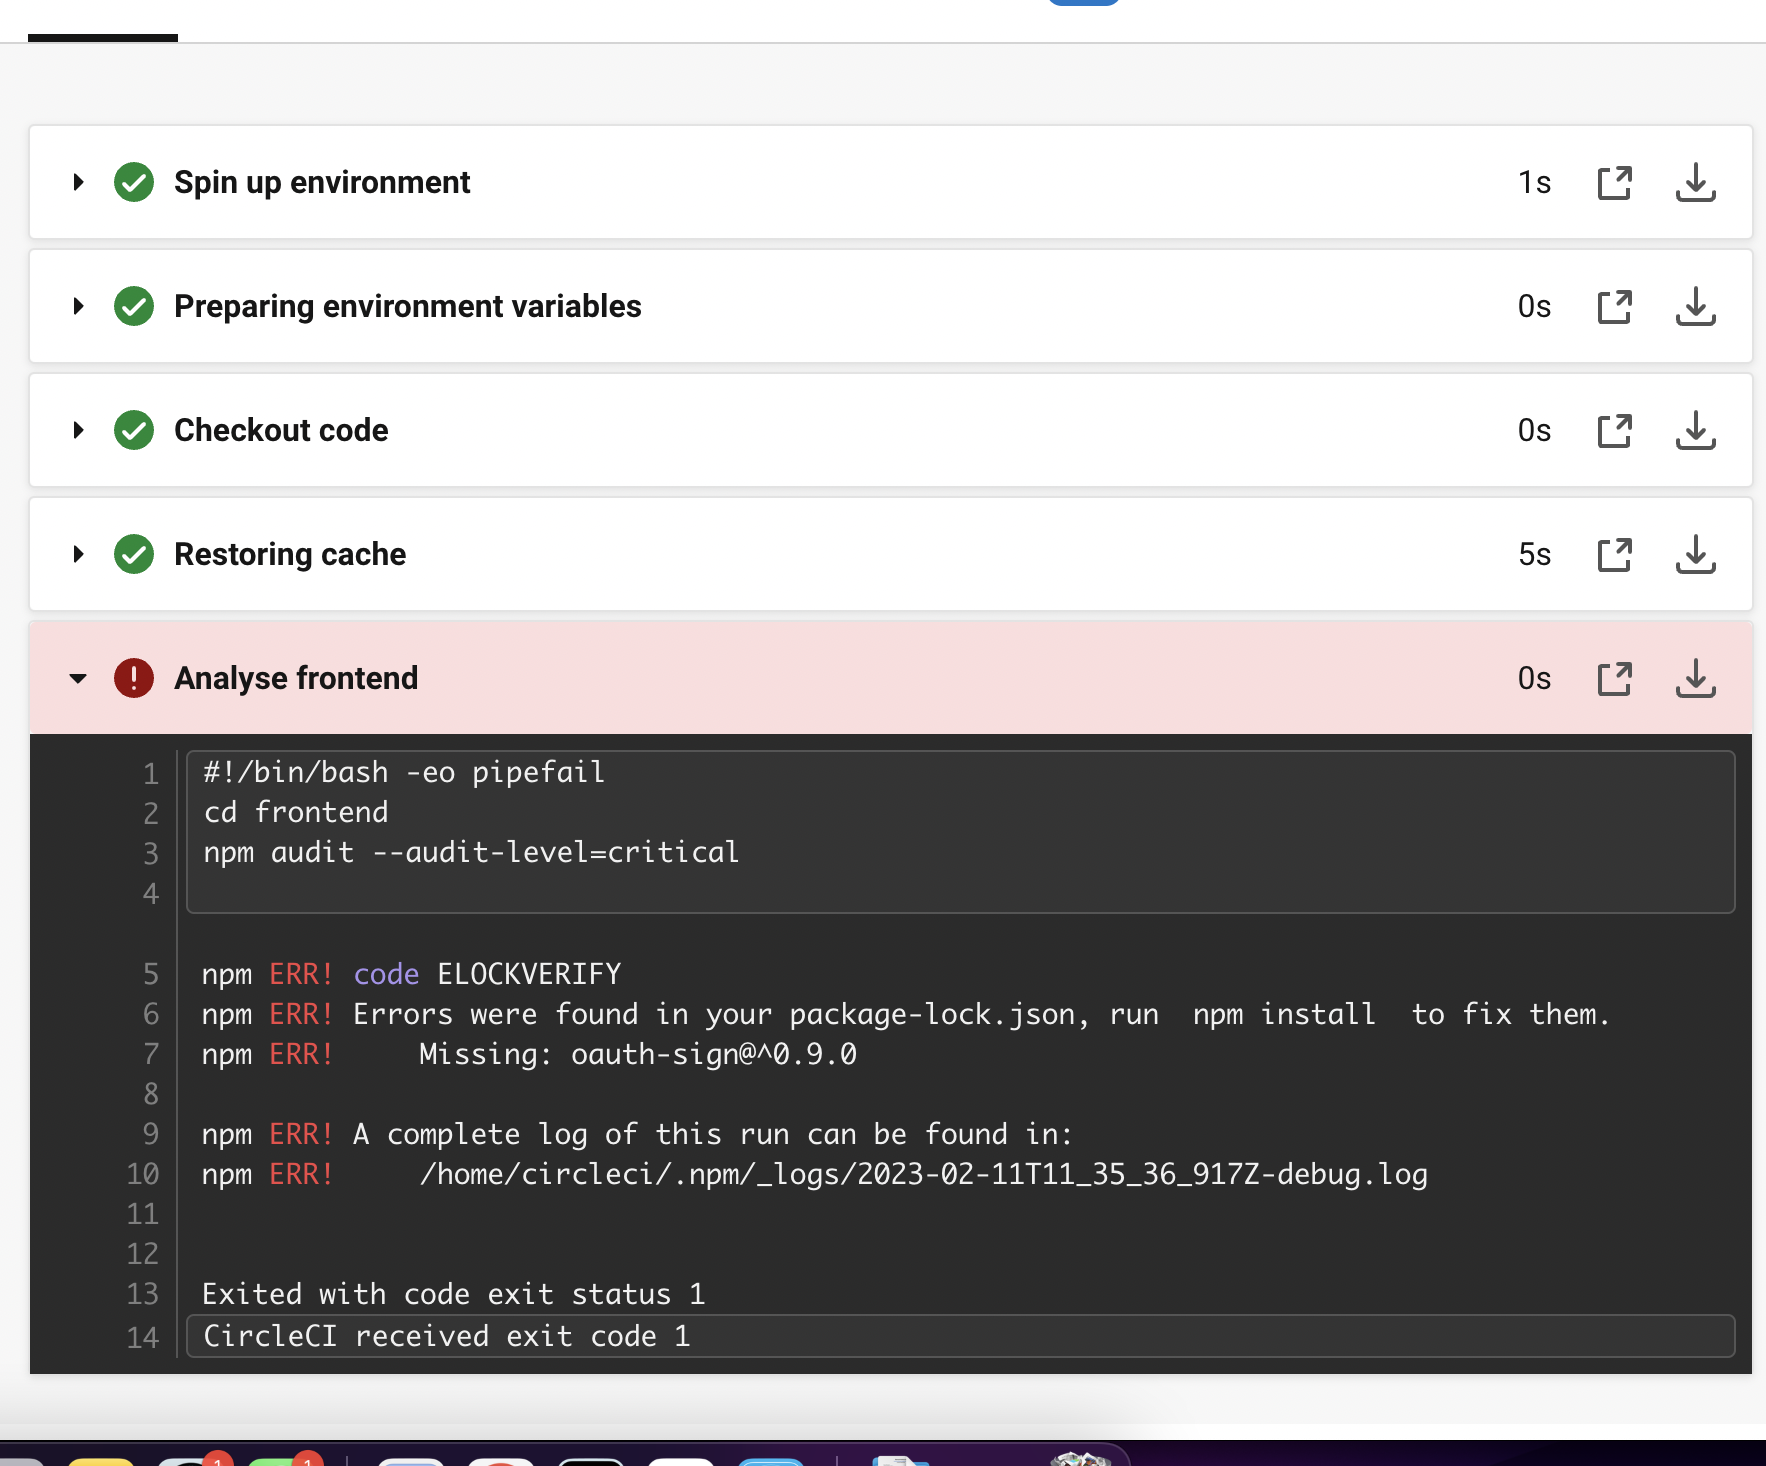 Spin up environment 1s
Preparing environment variables 0s
Checkout code 0s
Restoring cache 5s
Analyse frontend 0s
1 #!/bin/bash -eo pipefail
2 cd frontend
3 npm audit --audit-level=critical
4
5 npm ERR! code ELOCKVERIFY
6 npm ERR! Errors were found in your package-lock.json, run  npm install  to fix them.
7 npm ERR!     Missing: oauth-sign@^0.9.0
8
9 npm ERR! A complete log of this run can be found in:
10 npm ERR!     /home/circleci/.npm/_logs/2023-02-11T11_35_36_917Z-debug.log
11
12
13 Exited with code exit status 1
14 CircleCI received exit code 1
1 1